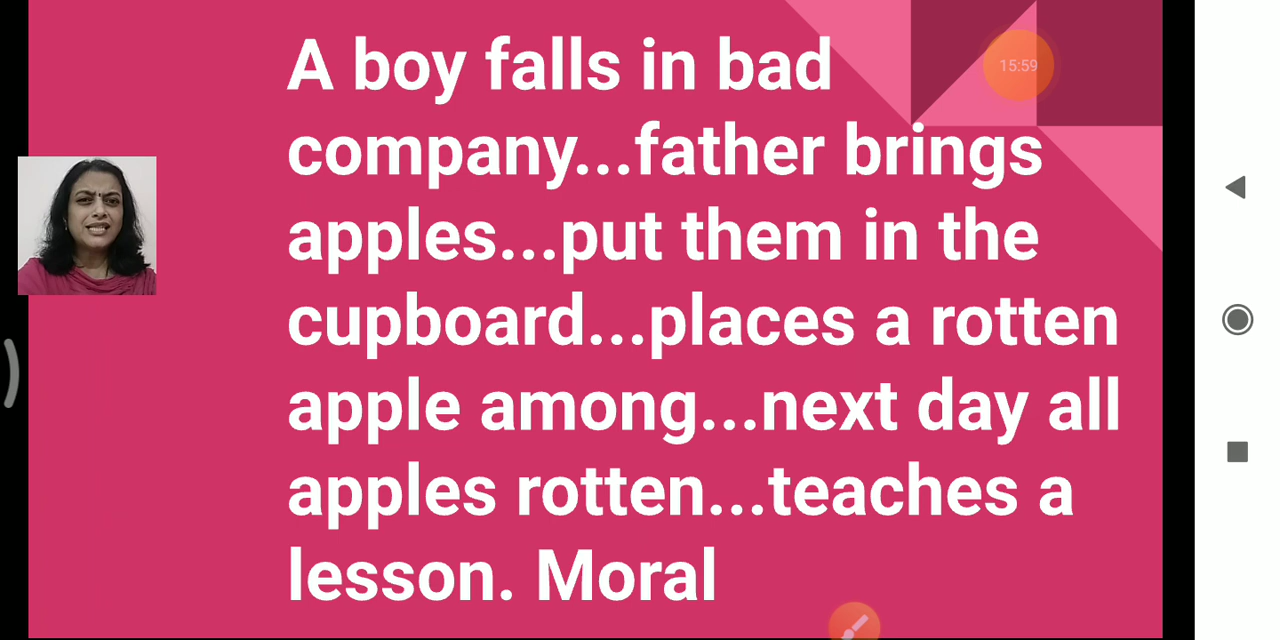 A boy falls in bad
15:59
company...father brings
apples...put them in the
cupboard...places a rotten
apple among...next day all
apples rotten...teaches a
lesson. Moral